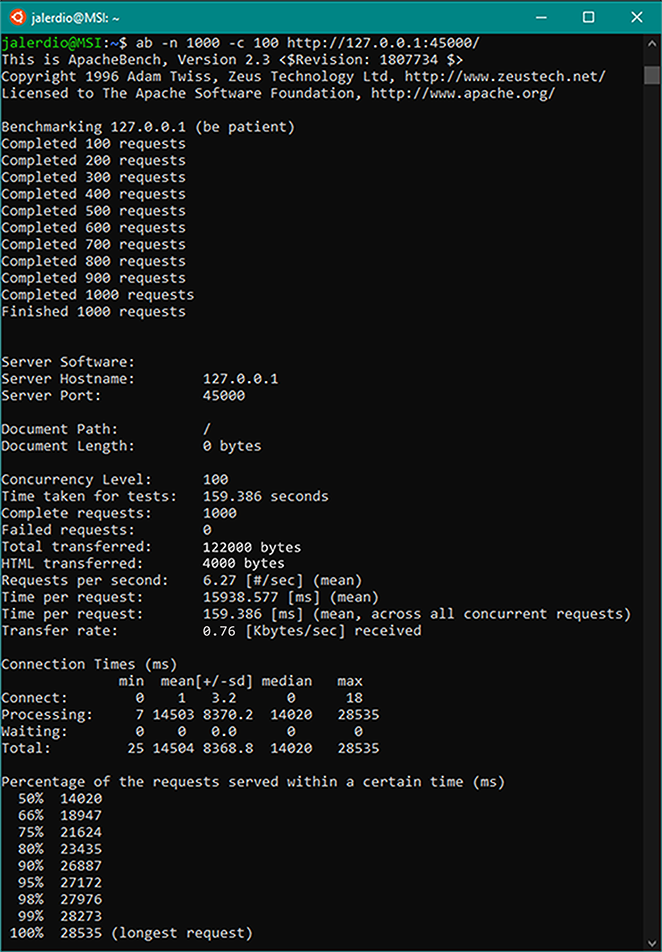 jalerdio@MSI: ~
jalerdio@MSI:~$ ab -n 1000 -c 100 http://127.0.0.1:45000/
This is ApacheBench, Version 2.3 <$Revision: 1807734 $>
Copyright 1996 Adam Twiss, Zeus Technology Ltd, http://www.zeustech.net/
Licensed to The Apache Software Foundation, http://www.apache.org/

Benchmarking 127.0.0.1 (be patient)
Completed 100 requests
Completed 200 requests
Completed 300 requests
Completed 400 requests
Completed 500 requests
Completed 600 requests
Completed 700 requests
Completed 800 requests
Completed 900 requests
Completed 1000 requests
Finished 1000 requests


Server Software:
Server Hostname:        127.0.0.1
Server Port:            45000

Document Path:          /
Document Length:        0 bytes

Concurrency Level:      100
Time taken for tests:   159.386 seconds
Complete requests:      1000
Failed requests:        0
Total transferred:      122000 bytes
HTML transferred:       4000 bytes
Requests per second:    6.27 [#/sec] (mean)
Time per request:       15938.577 [ms] (mean)
Time per request:       159.386 [ms] (mean, across all concurrent requests)
Transfer rate:          0.76 [Kbytes/sec] received

Connection Times (ms)
              min  mean[+/-sd] median   max
Connect:        0    1   3.2      0      18
Processing:     7 14503 8370.2  14020   28535
Waiting:        0    0   0.0      0       0
Total:         25 14504 8368.8  14020   28535

Percentage of the requests served within a certain time (ms)
  50%  14020
  66%  18947
  75%  21624
  80%  23435
  90%  26887
  95%  27172
  98%  27976
  99%  28273
 100%  28535 (longest request)